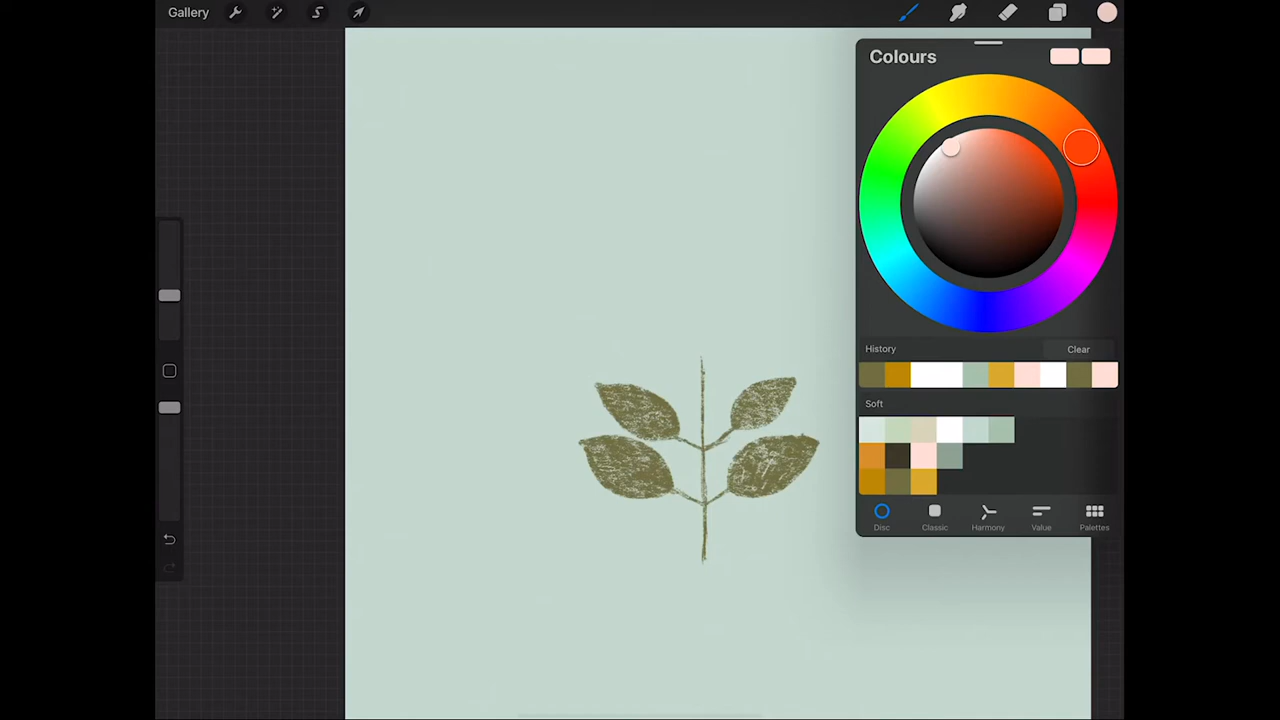 Gallery
Colours
History
Clear
Soft
Disc
Classic
Harmony
Value
Palettes